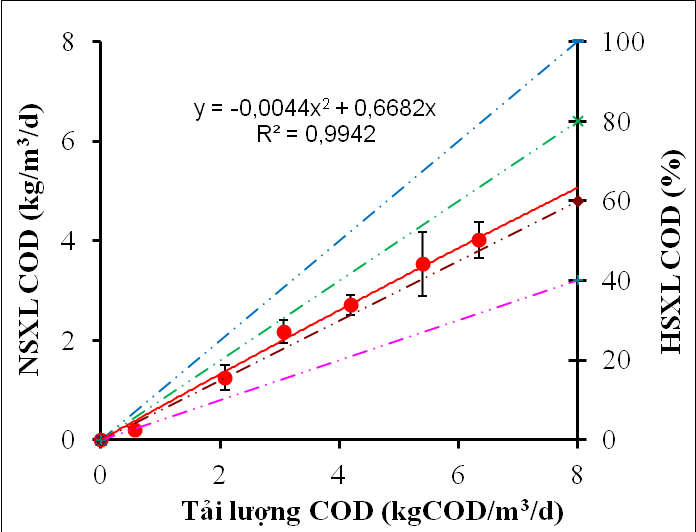 8
6
4
2
0
NSXL COD (kg/m³/d)
y = -0,0044x² + 0,6682x
R² = 0,9942
100
80
60
40
20
0
HSXL COD (%)
0 2 4 6 8
Tải lượng COD (kgCOD/m³/d)